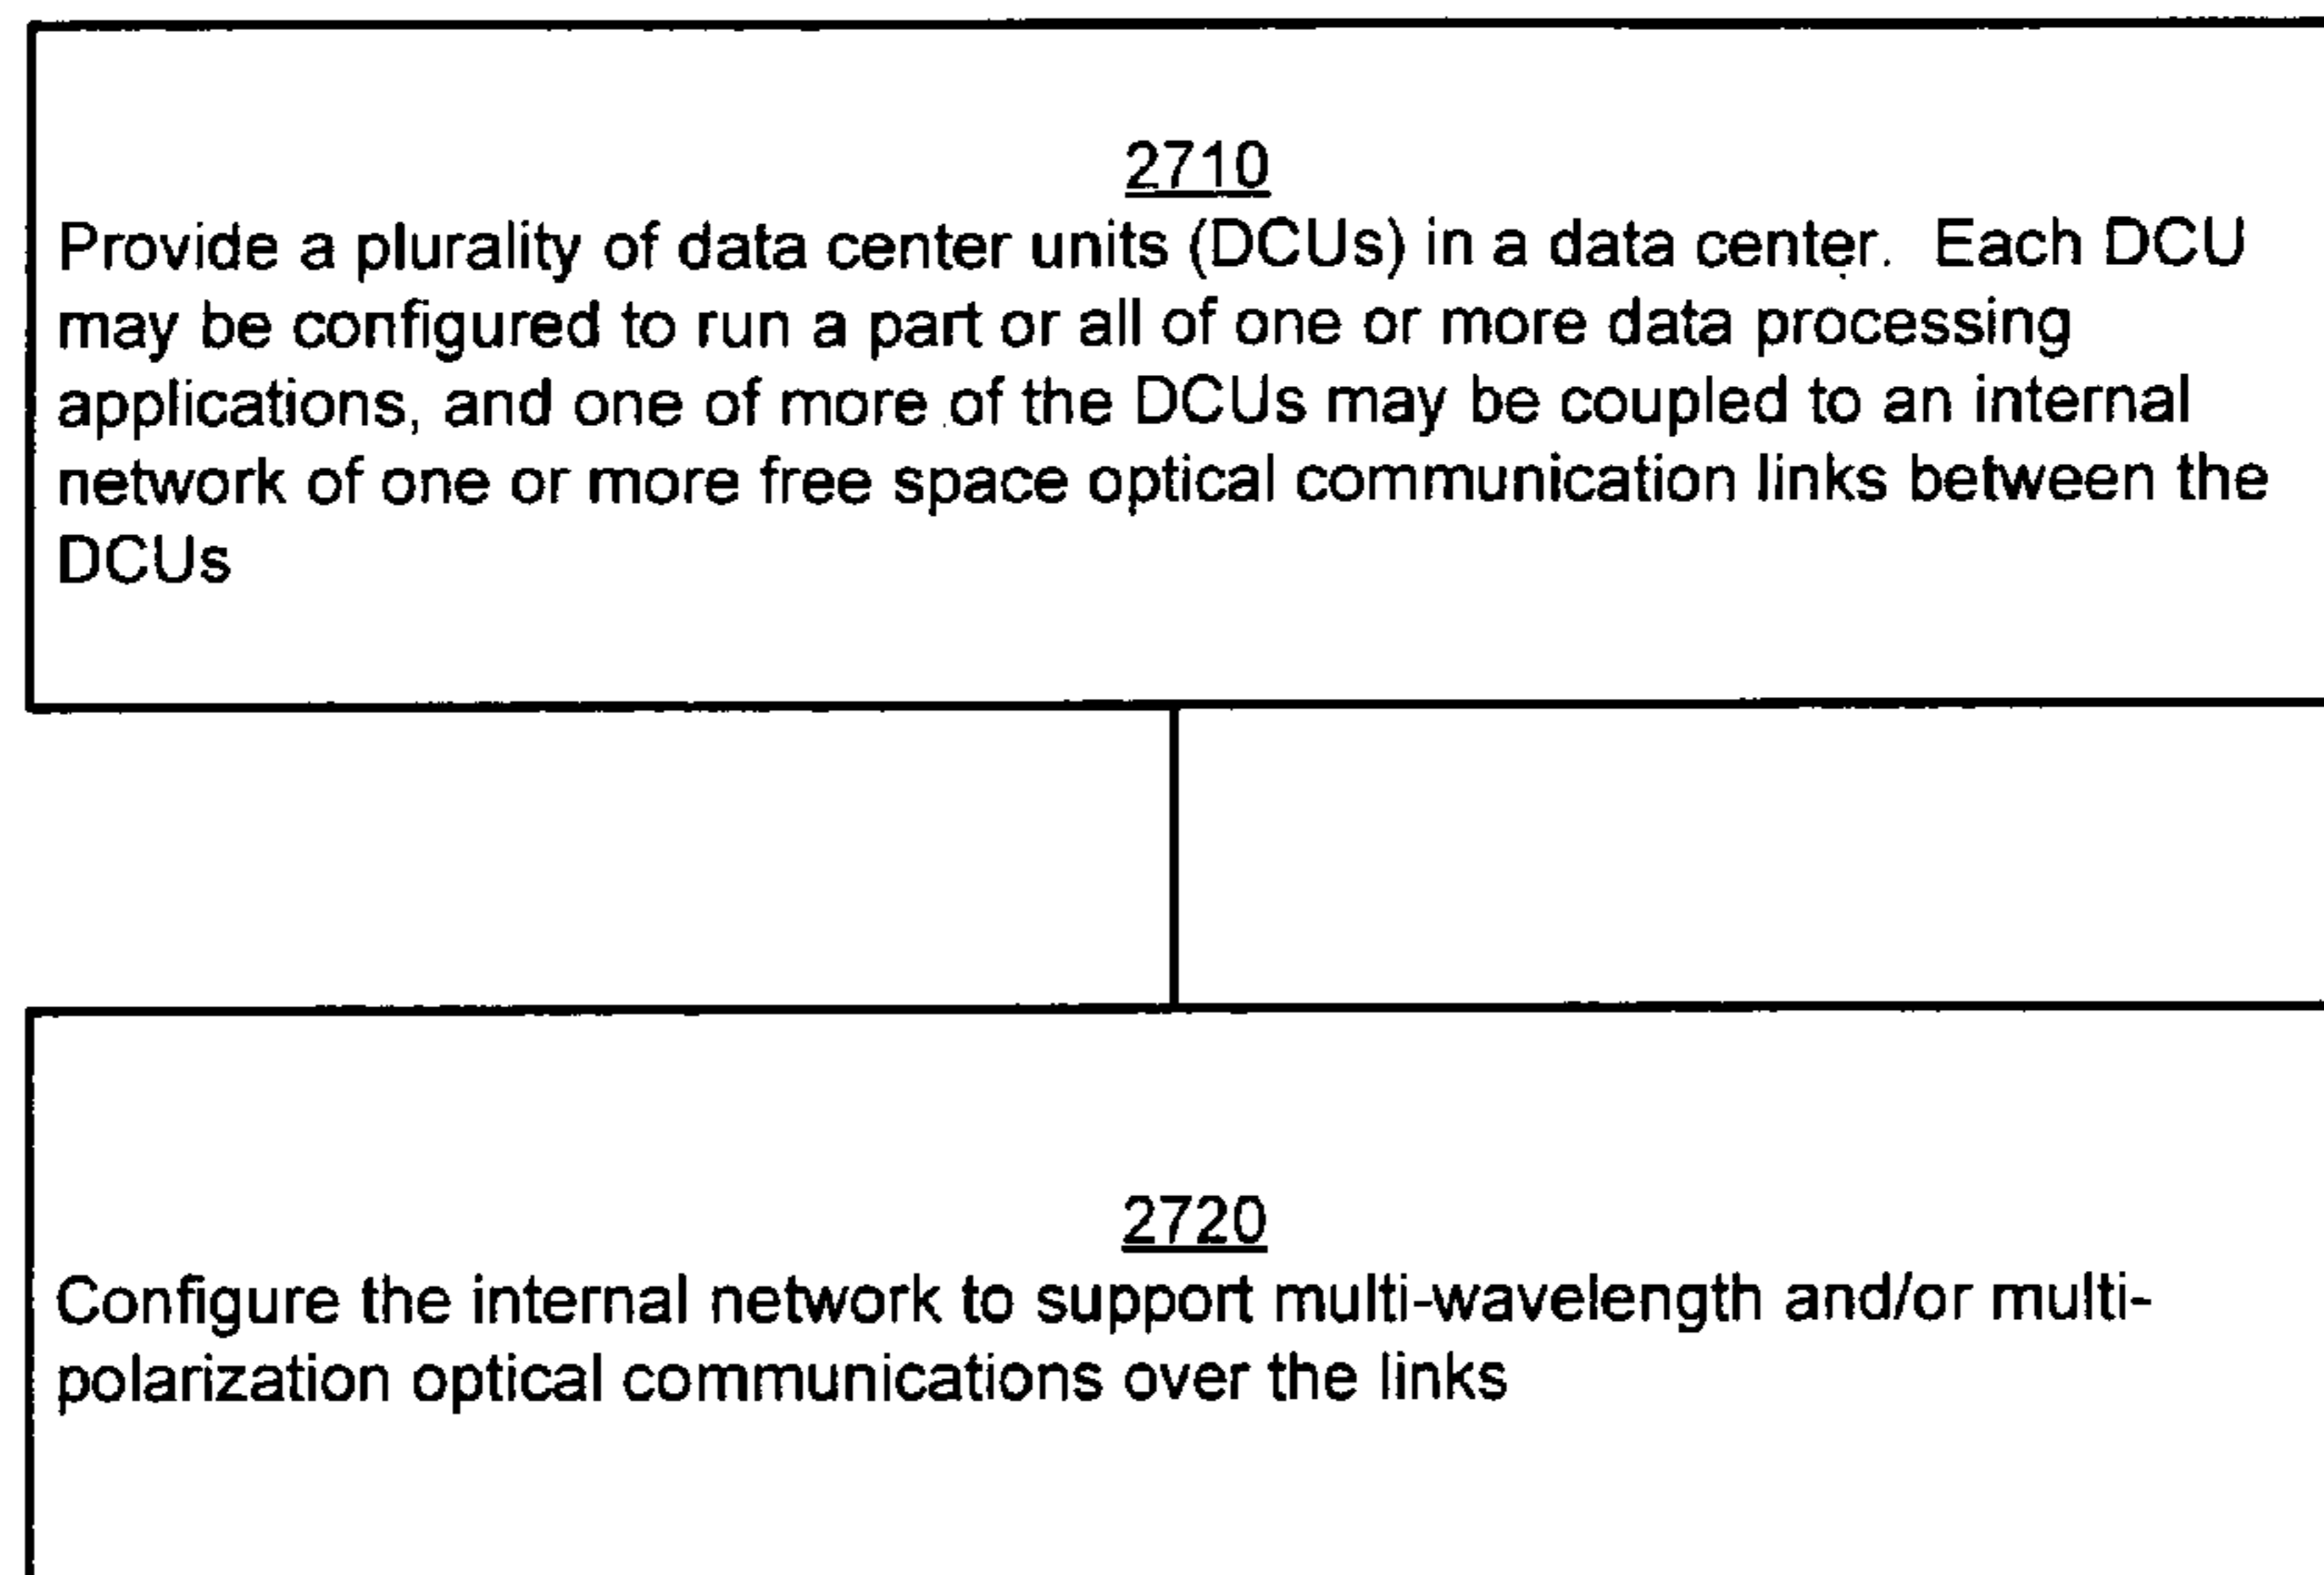 2710
Provide a plurality of data center units (DCUs) in a data center. Each DCU
may be configured to run a part or all of one or more data processing
applications, and one of more of the DCUs may be coupled to an internal
network of one or more free space optical communication links between the
DCUs
2720
Configure the internal network to support multi-wavelength and/or multi-
polarization optical communications over the links